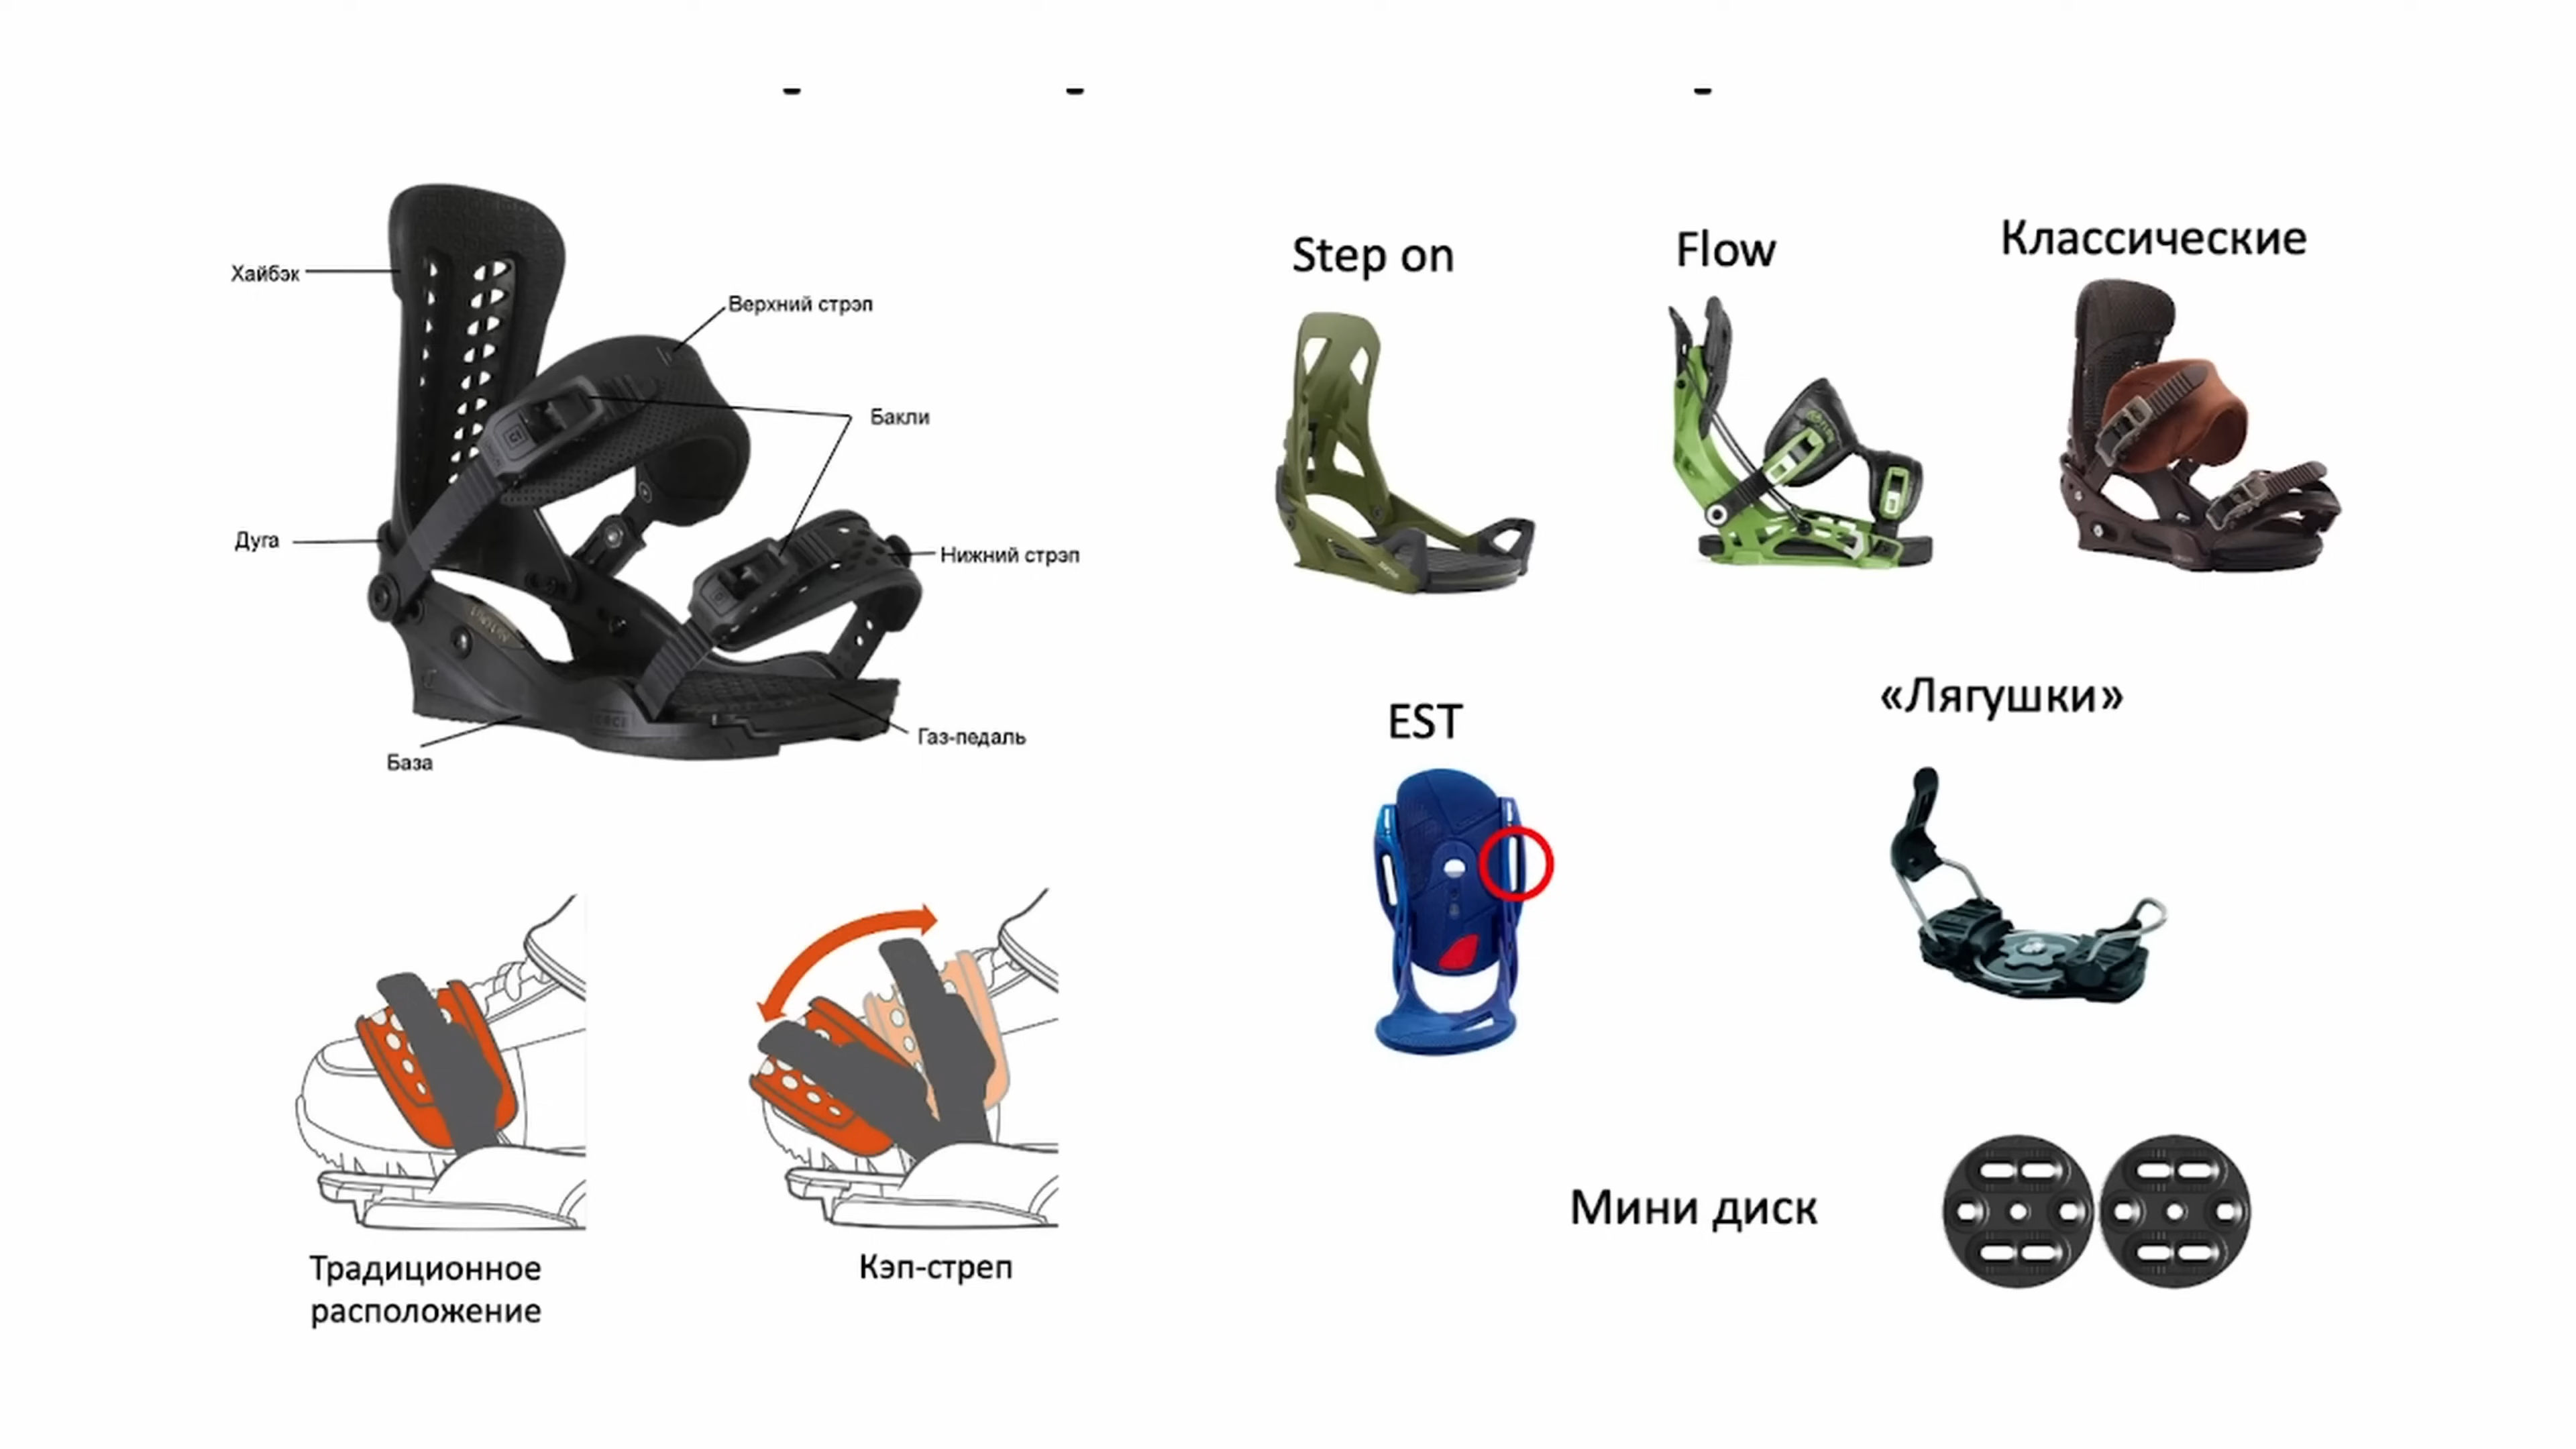 Хайбэк
Верхний стрэп
Бакли
Дуга
Нижний стрэп
Газ-педаль
База
Традиционное
расположение
Кэп-стреп
Step on
Flow
Классические
EST
«Лягушки»
Мини диск